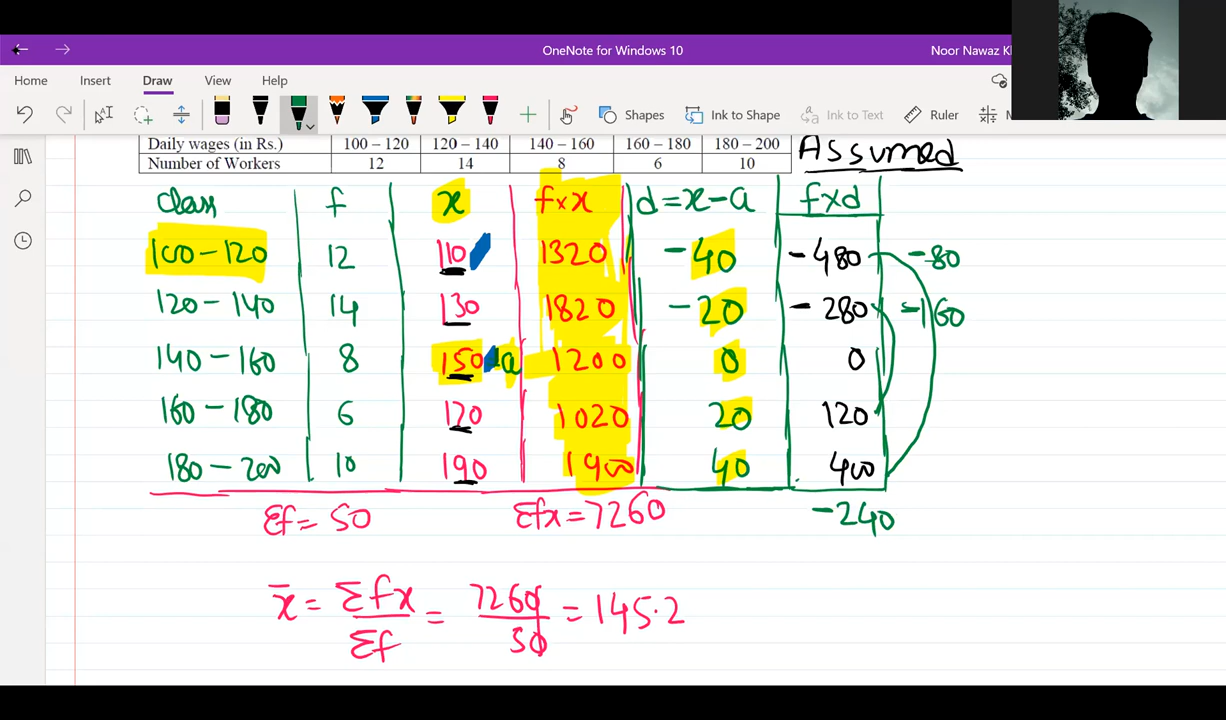 OneNote for Windows 10
Noor Nawaz
Home Insert Draw View Help
Shapes Ink to Shape Ink to Text Ruler
Daily wages (in Rs.) 100 – 120 120 – 140 140 – 160 160 – 180 180 – 200
Number of Workers 12 14 8 6 10
Assumed
class f x f×x d=x-a f×d
100-120 12 110 1320 -40 -480 -80
120-140 14 130 1820 -20 -280 -160
140-160 8 150 a 1200 0 0
160-180 6 120 1020 20 120
180-200 10 190 1900 40 400
Σf=50 Σfx=7260 -240
x̄ = Σfx/Σf = 7260/50 = 145.2